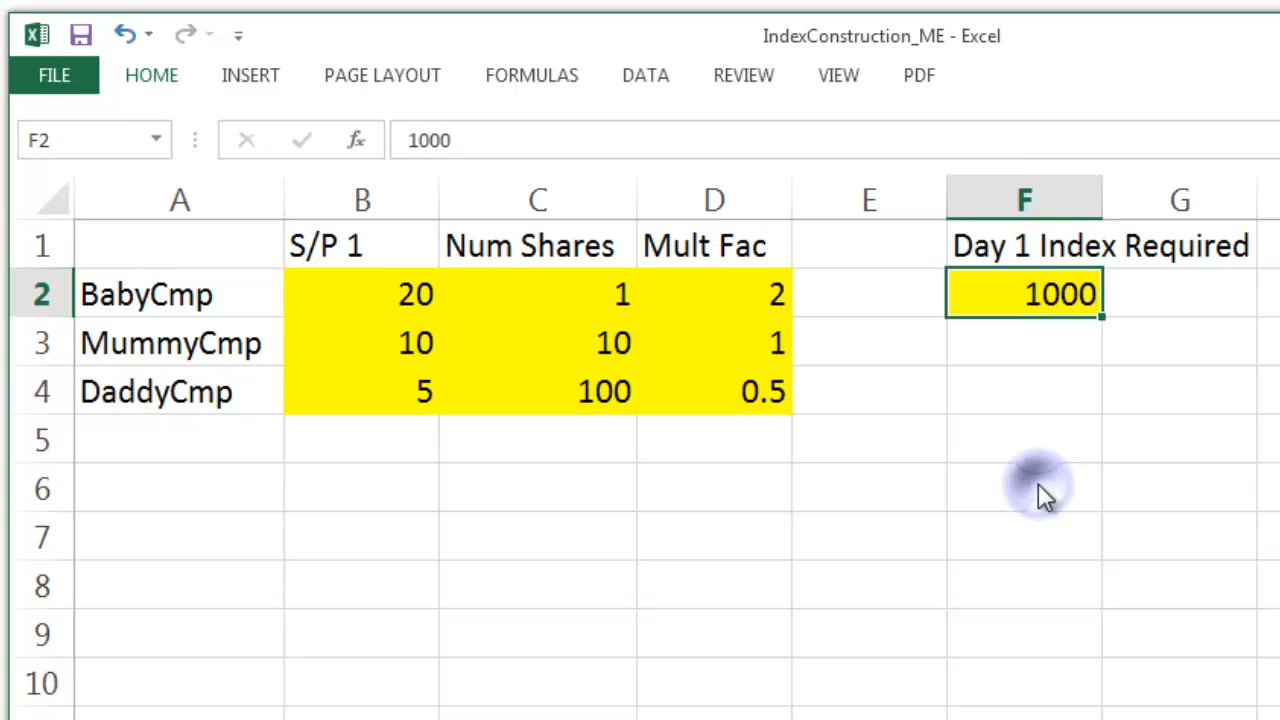 IndexConstruction_ME - Excel
FILE HOME INSERT PAGE LAYOUT FORMULAS DATA REVIEW VIEW PDF
F2 fx 1000
A B C D E F G
1 S/P 1 Num Shares Mult Fac Day 1 Index Required
2 BabyCmp 20 1 2 1000
3 MummyCmp 10 10 1
4 DaddyCmp 5 100 0.5
5
6
7
8
9
10